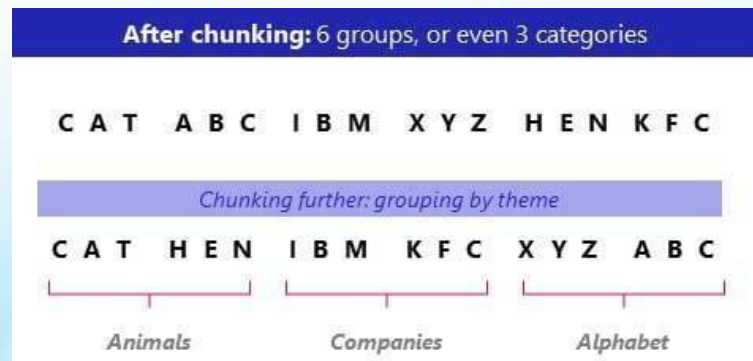 After chunking: 6 groups, or even 3 categories
C A T A B C I B M X Y Z H E N K F C
Chunking further: grouping by theme
C A T H E N I B M K F C X Y Z A B C
Animals Companies Alphabet